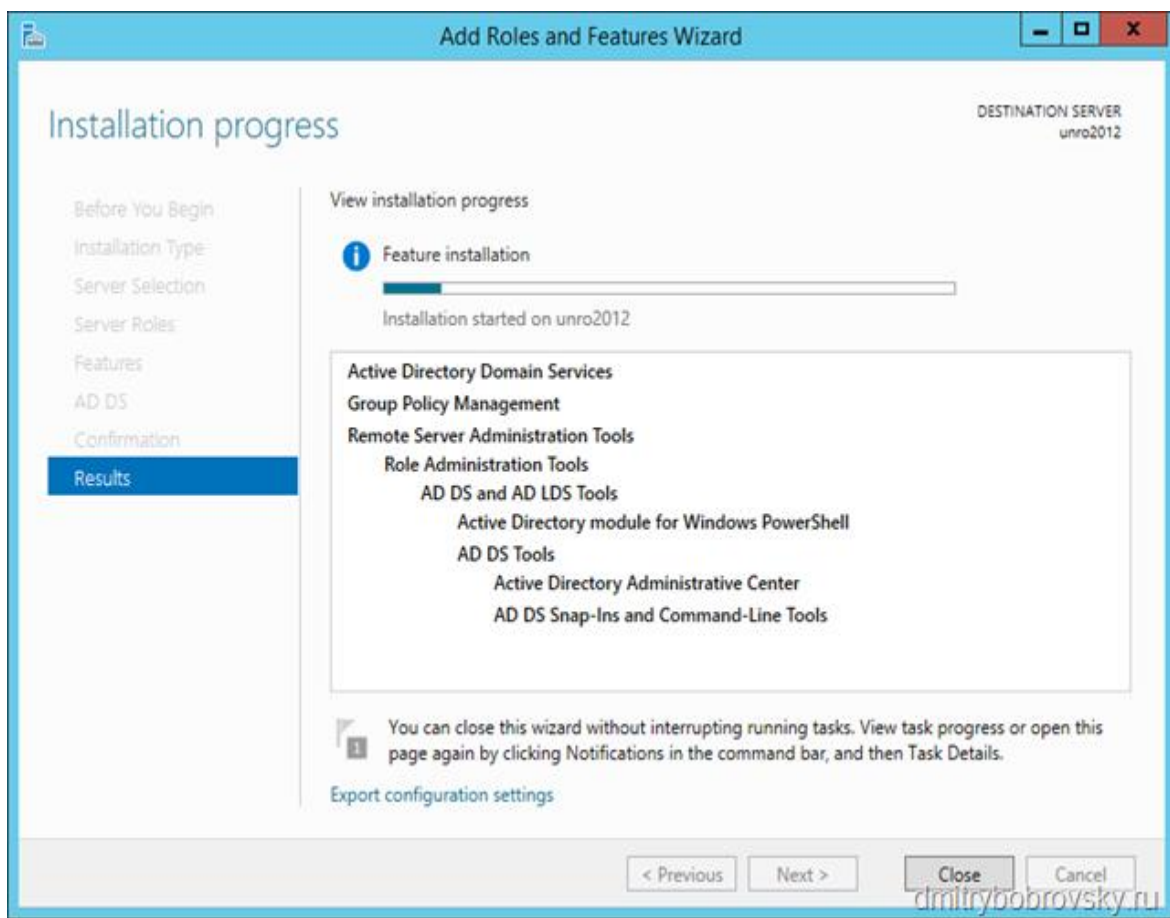 Add Roles and Features Wizard
Installation progress
DESTINATION SERVER
unro2012
Before You Begin
Installation Type
Server Selection
Server Roles
Features
AD DS
Confirmation
Results
View installation progress
Feature installation
Installation started on unro2012
Active Directory Domain Services
Group Policy Management
Remote Server Administration Tools
Role Administration Tools
AD DS and AD LDS Tools
Active Directory module for Windows PowerShell
AD DS Tools
Active Directory Administrative Center
AD DS Snap-Ins and Command-Line Tools
1
You can close this wizard without interrupting running tasks. View task progress or open this
page again by clicking Notifications in the command bar, and then Task Details.
Export configuration settings
< Previous
Next >
Close
Cancel
dmitrybobrovsky.ru